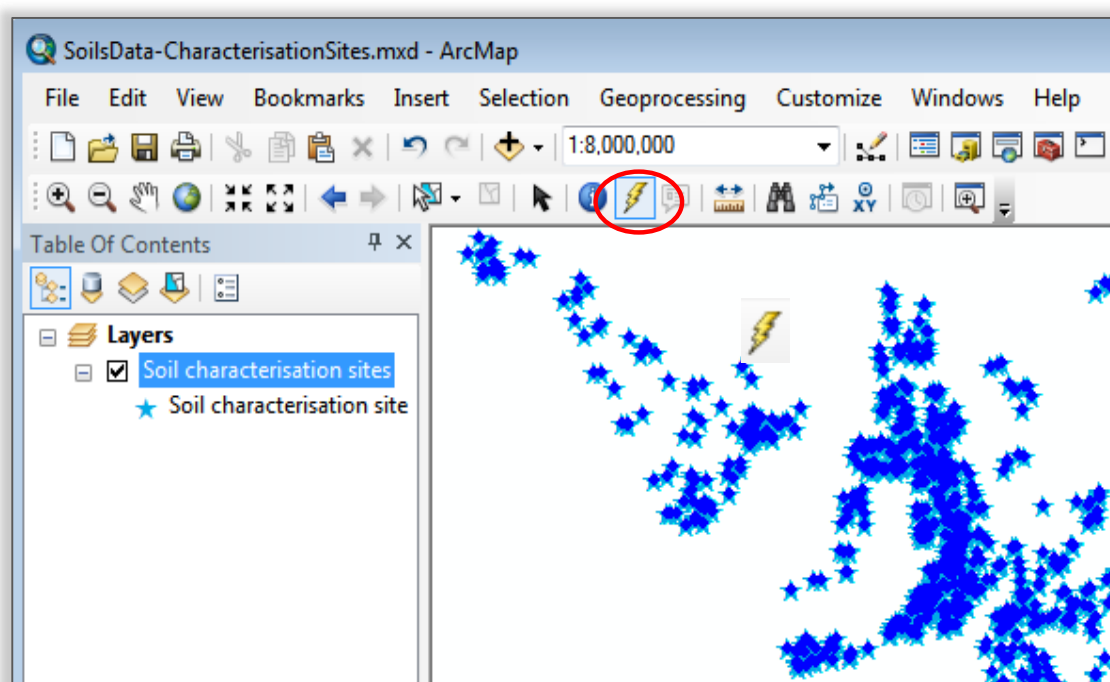 SoilsData-CharacterisationSites.mxd - ArcMap
File Edit View Bookmarks Insert Selection Geoprocessing Customize Windows Help
1:8,000,000
XY
Table Of Contents
Layers
Soil characterisation sites
Soil characterisation site